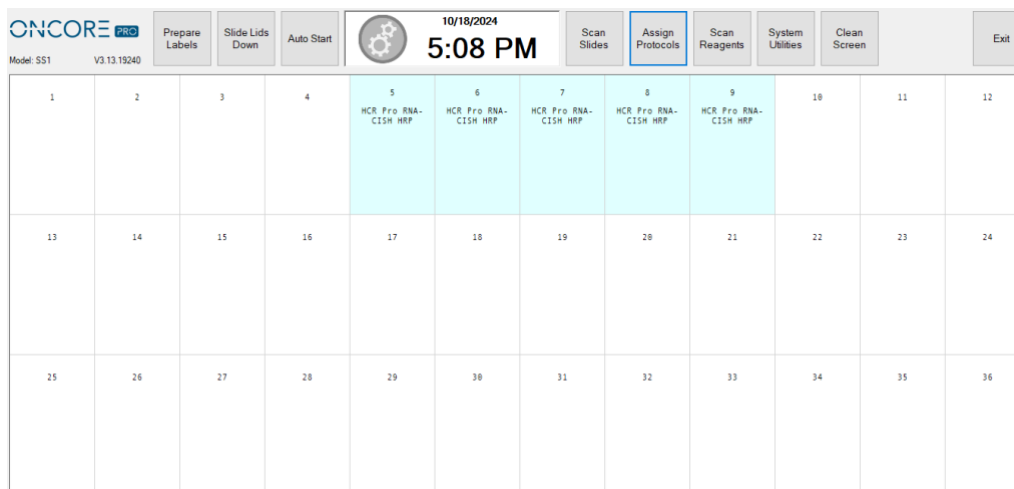 ONCORE PRO
Model: SS1 V3.13.19240
Prepare Labels
Slide Lids Down
Auto Start
10/18/2024
5:08 PM
Scan Slides
Assign Protocols
Scan Reagents
System Utilities
Clean Screen
Exit
1 2 3 4 5 6 7 8 9 10 11 12
HCR Pro RNA- HCR Pro RNA- HCR Pro RNA- HCR Pro RNA- HCR Pro RNA-
CISH HRP CISH HRP CISH HRP CISH HRP CISH HRP
13 14 15 16 17 18 19 20 21 22 23 24
25 26 27 28 29 30 31 32 33 34 35 36